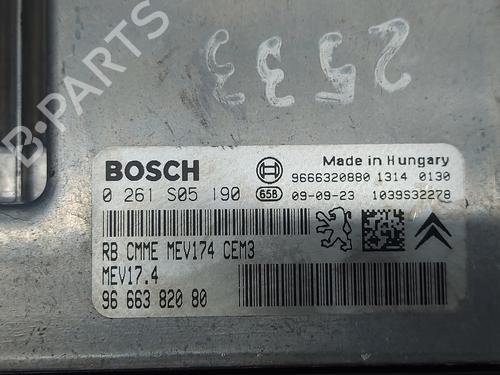 2533
B-PARTS
BOSCH
Made in Hungary
9666320880 1314 0130
0 261 S05 190
658
09-09-23 1039S32278
RB CMME MEV174 CEM3
MEV17.4
96 663 820 80